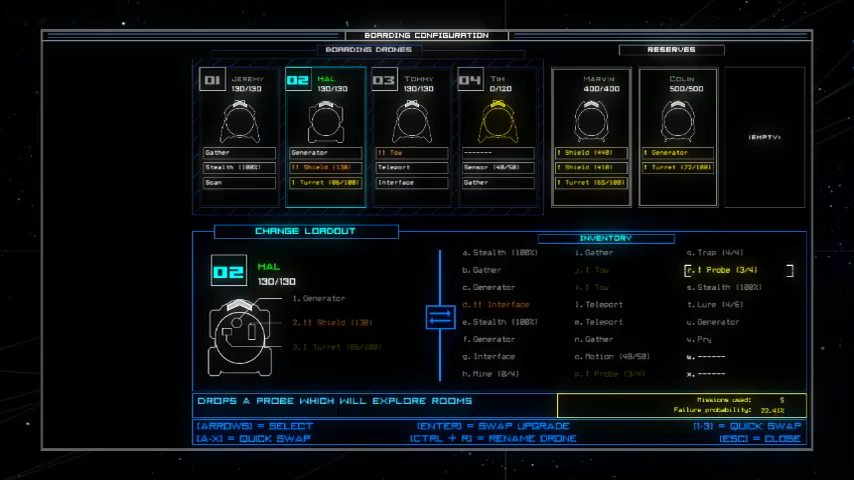 BOARDING CONFIGURATION
BOARDING DRONES
RESERVES
01 JEREMY
130/130
Gather
Stealth (100%)
Scan
02 HAL
130/130
Generator
!! Shield (130)
! Turret (86/100)
03 TOMMY
130/130
!! Tow
Teleport
Interface
04 TIM
0/120
-------
Sensor (48/50)
Gather
MARVIN
400/400
! Shield (440)
! Shield (410)
! Turret (65/100)
COLIN
500/500
! Generator
! Turret (72/100)
(EMPTY)
CHANGE LOADOUT
INVENTORY
02 HAL
130/130
1. Generator
2. !! Shield (130)
3. ! Turret (86/100)
a. Stealth (100%)
b. Gather
c. Generator
d. !! Interface
e. Stealth (100%)
f. Generator
g. Interface
h. Mine (0/4)
i. Gather
j. ! Tow
k. ! Tow
l. Teleport
m. Teleport
n. Gather
o. Motion (48/50)
p. ! Probe (3/4)
q. Trap (4/4)
r. ! Probe (3/4)
s. Stealth (100%)
t. Lure (4/6)
u. Generator
v. Pry
w. ------
x. ------
DROPS A PROBE WHICH WILL EXPLORE ROOMS
Missions used: 5
Failure probability: 22.41%
[ARROWS] = SELECT
[ENTER] = SWAP UPGRADE
[1-3] = QUICK SWAP
[A-X] = QUICK SWAP
[CTRL + R] = RENAME DRONE
[ESC] = CLOSE